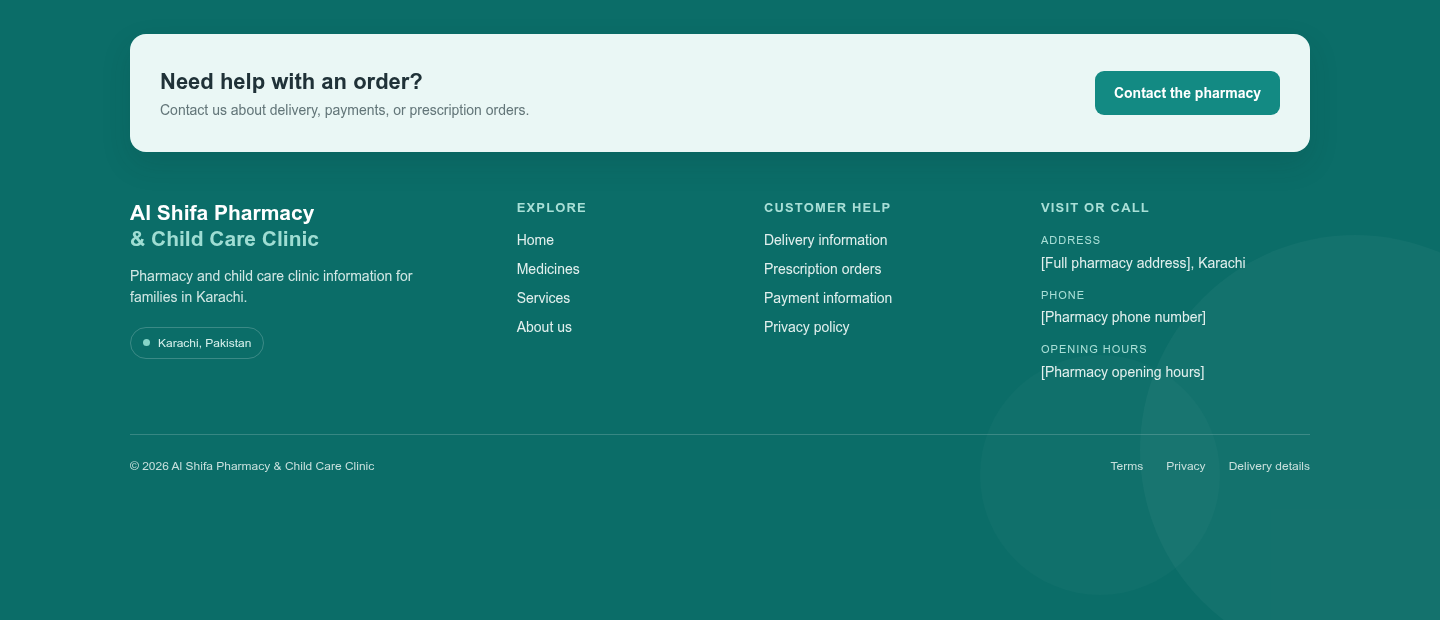 Need help with an order?
Contact us about delivery, payments, or prescription orders.
Contact the pharmacy
Al Shifa Pharmacy
& Child Care Clinic
Pharmacy and child care clinic information for
families in Karachi.
Karachi, Pakistan
EXPLORE
Home
Medicines
Services
About us
CUSTOMER HELP
Delivery information
Prescription orders
Payment information
Privacy policy
VISIT OR CALL
ADDRESS
[Full pharmacy address], Karachi
PHONE
[Pharmacy phone number]
OPENING HOURS
[Pharmacy opening hours]
© 2026 Al Shifa Pharmacy & Child Care Clinic
Terms
Privacy
Delivery details